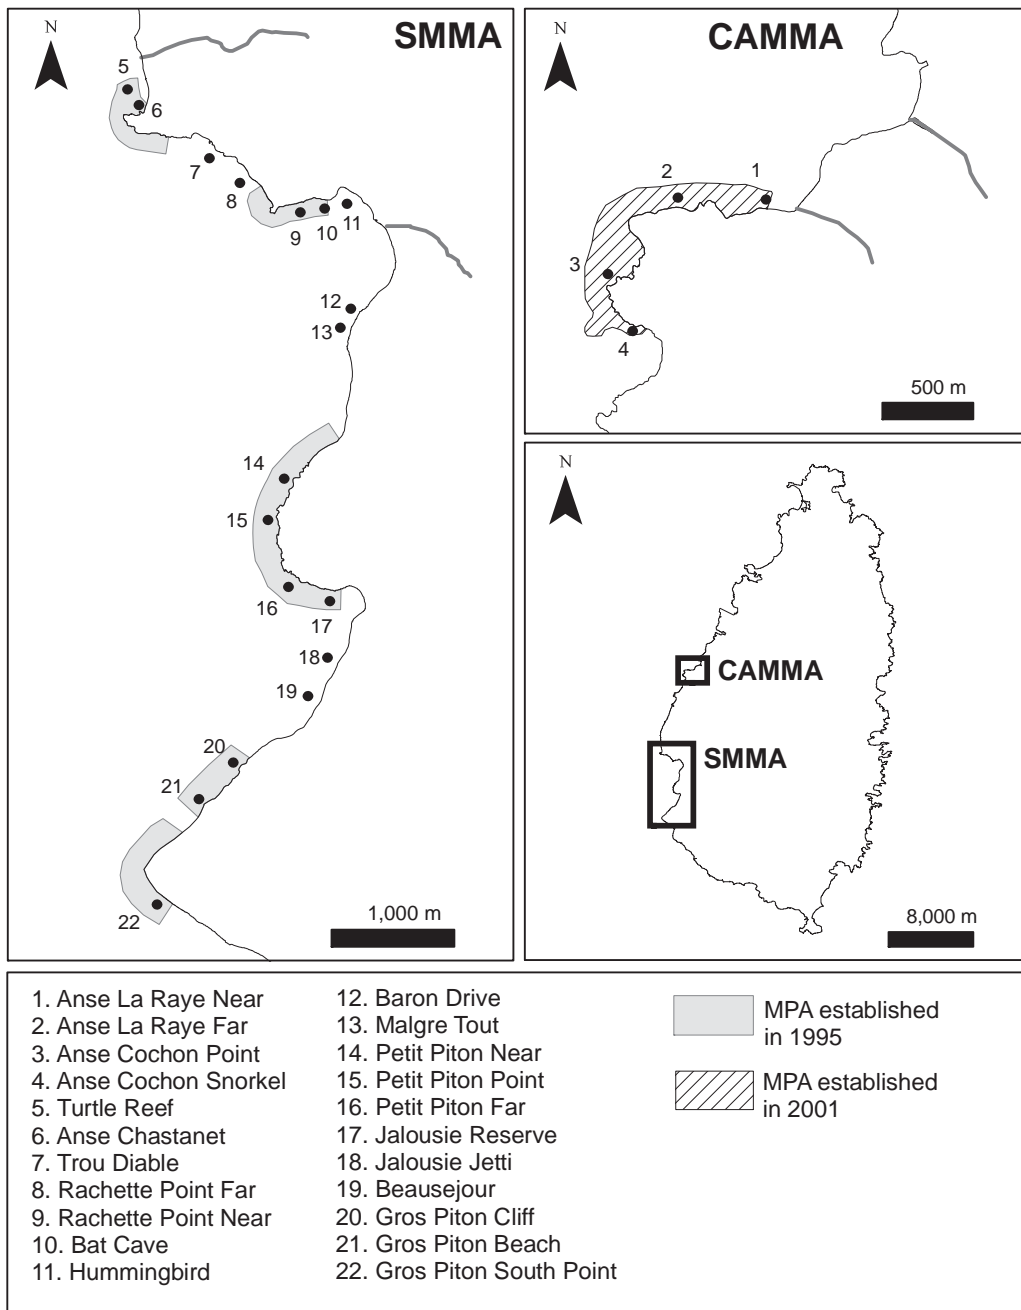 N
SMMA
5
6
7
8
9
10
11
12
13
14
15
16
17
18
19
20
21
22
1,000 m
N
CAMMA
2
1
3
4
500 m
N
CAMMA
SMMA
8,000 m
1. Anse La Raye Near
2. Anse La Raye Far
3. Anse Cochon Point
4. Anse Cochon Snorkel
5. Turtle Reef
6. Anse Chastanet
7. Trou Diable
8. Rachette Point Far
9. Rachette Point Near
10. Bat Cave
11. Hummingbird
12. Baron Drive
13. Malgre Tout
14. Petit Piton Near
15. Petit Piton Point
16. Petit Piton Far
17. Jalousie Reserve
18. Jalousie Jetti
19. Beausejour
20. Gros Piton Cliff
21. Gros Piton Beach
22. Gros Piton South Point
MPA established
in 1995
MPA established
in 2001